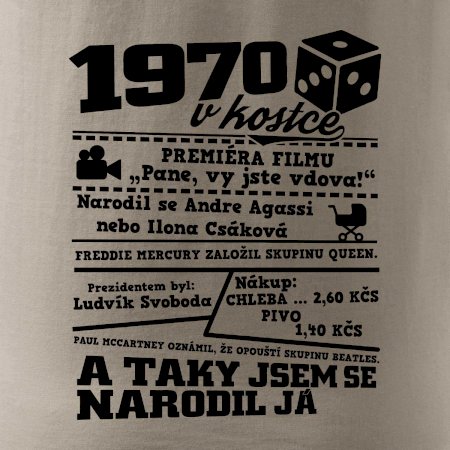 1970
v kostce
PREMIÉRA FILMU
„Pane, vy jste vdova!“
Narodil se Andre Agassi
nebo Ilona Csáková
FREDDIE MERCURY ZALOŽIL SKUPINU QUEEN.
Prezidentem byl:
Ludvík Svoboda
Nákup:
CHLEBA ... 2,60 KČS
PIVO
1,40 KČS
PAUL MCCARTNEY OZNÁMIL, ŽE OPOUŠTÍ SKUPINU BEATLES.
A TAKY JSEM SE
NARODIL JÁ